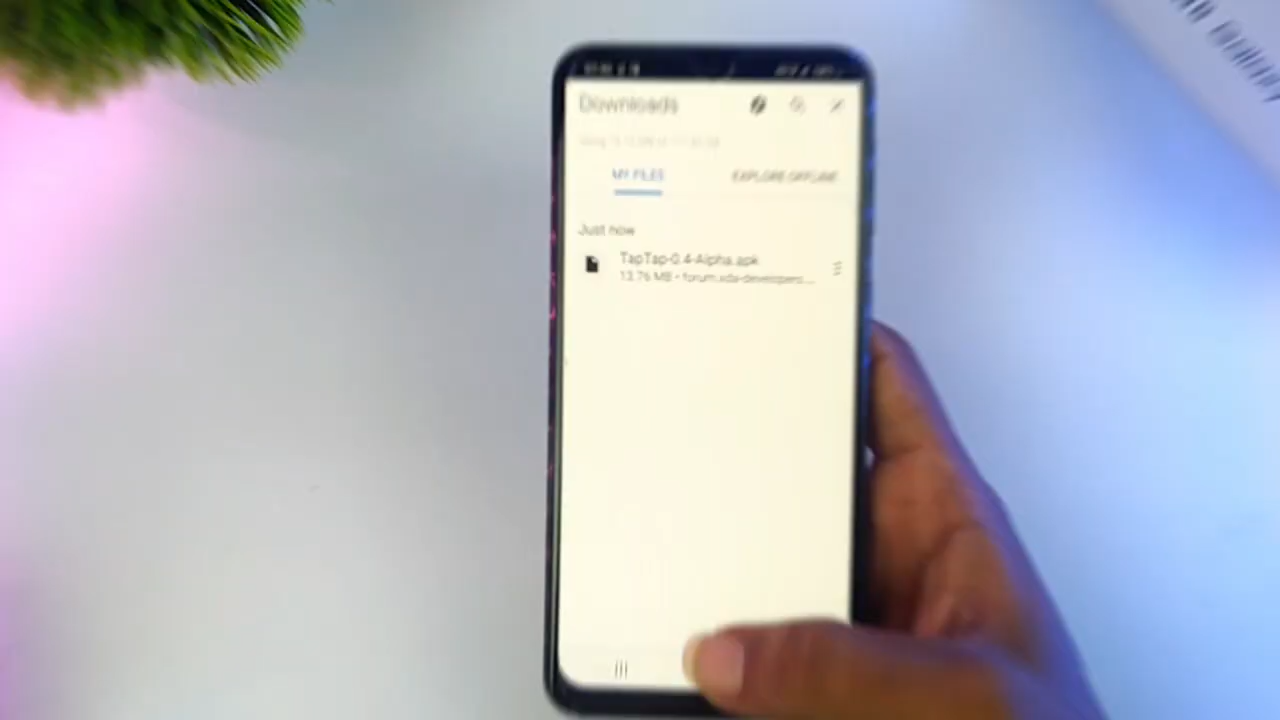 Downloads
MY FILES
EXPLORE OFFLINE
Just now
TapTap-0.4-Alpha.apk
13.76 MB • forum.xda-developers....